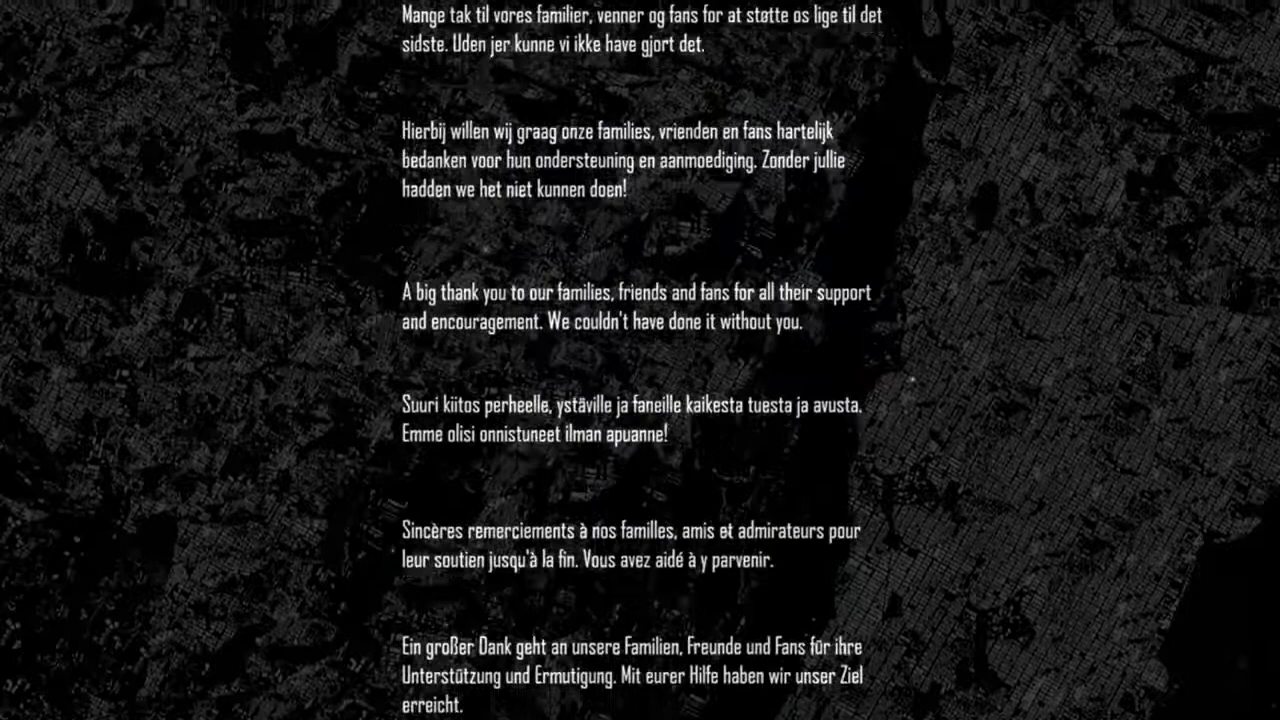 Mange tak til vores familier, venner og fans for at støtte os lige til det
sidste. Uden jer kunne vi ikke have gjort det.
Hierbij willen wij graag onze families, vrienden en fans hartelijk
bedanken voor hun ondersteuning en aanmoediging. Zonder jullie
hadden we het niet kunnen doen!
A big thank you to our families, friends and fans for all their support
and encouragement. We couldn't have done it without you.
Suuri kiitos perheelle, ystäville ja faneille kaikesta tuesta ja avusta.
Emme olisi onnistuneet ilman apuanne!
Sincères remerciements à nos familles, amis et admirateurs pour
leur soutien jusqu'à la fin. Vous avez aidé à y parvenir.
Ein großer Dank geht an unsere Familien, Freunde und Fans für ihre
Unterstützung und Ermutigung. Mit eurer Hilfe haben wir unser Ziel
erreicht.